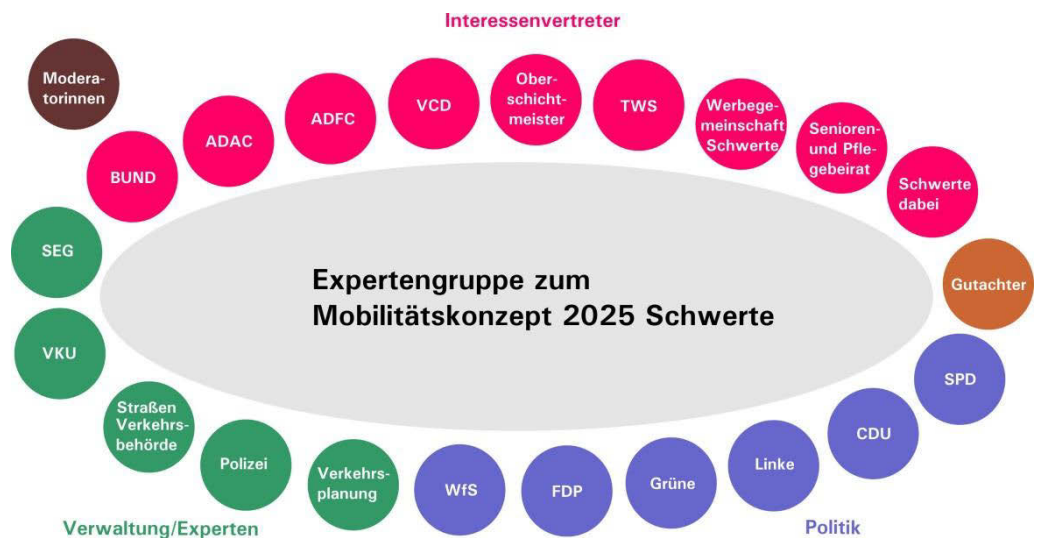 Interessenvertreter
Modera-
torinnen
BUND
ADAC
ADFC
VCD
Ober-
schicht-
meister
TWS
Werbege-
meinschaft
Schwerte
Senioren-
und Pfle-
gebeirat
Schwerte
dabei
Gutachter
SEG
VKU
Straßen
Verkehrs-
behörde
Polizei
Verkehrs-
planung
Expertengruppe zum
Mobilitätskonzept 2025 Schwerte
WfS
FDP
Grüne
Linke
CDU
SPD
Verwaltung/Experten
Politik